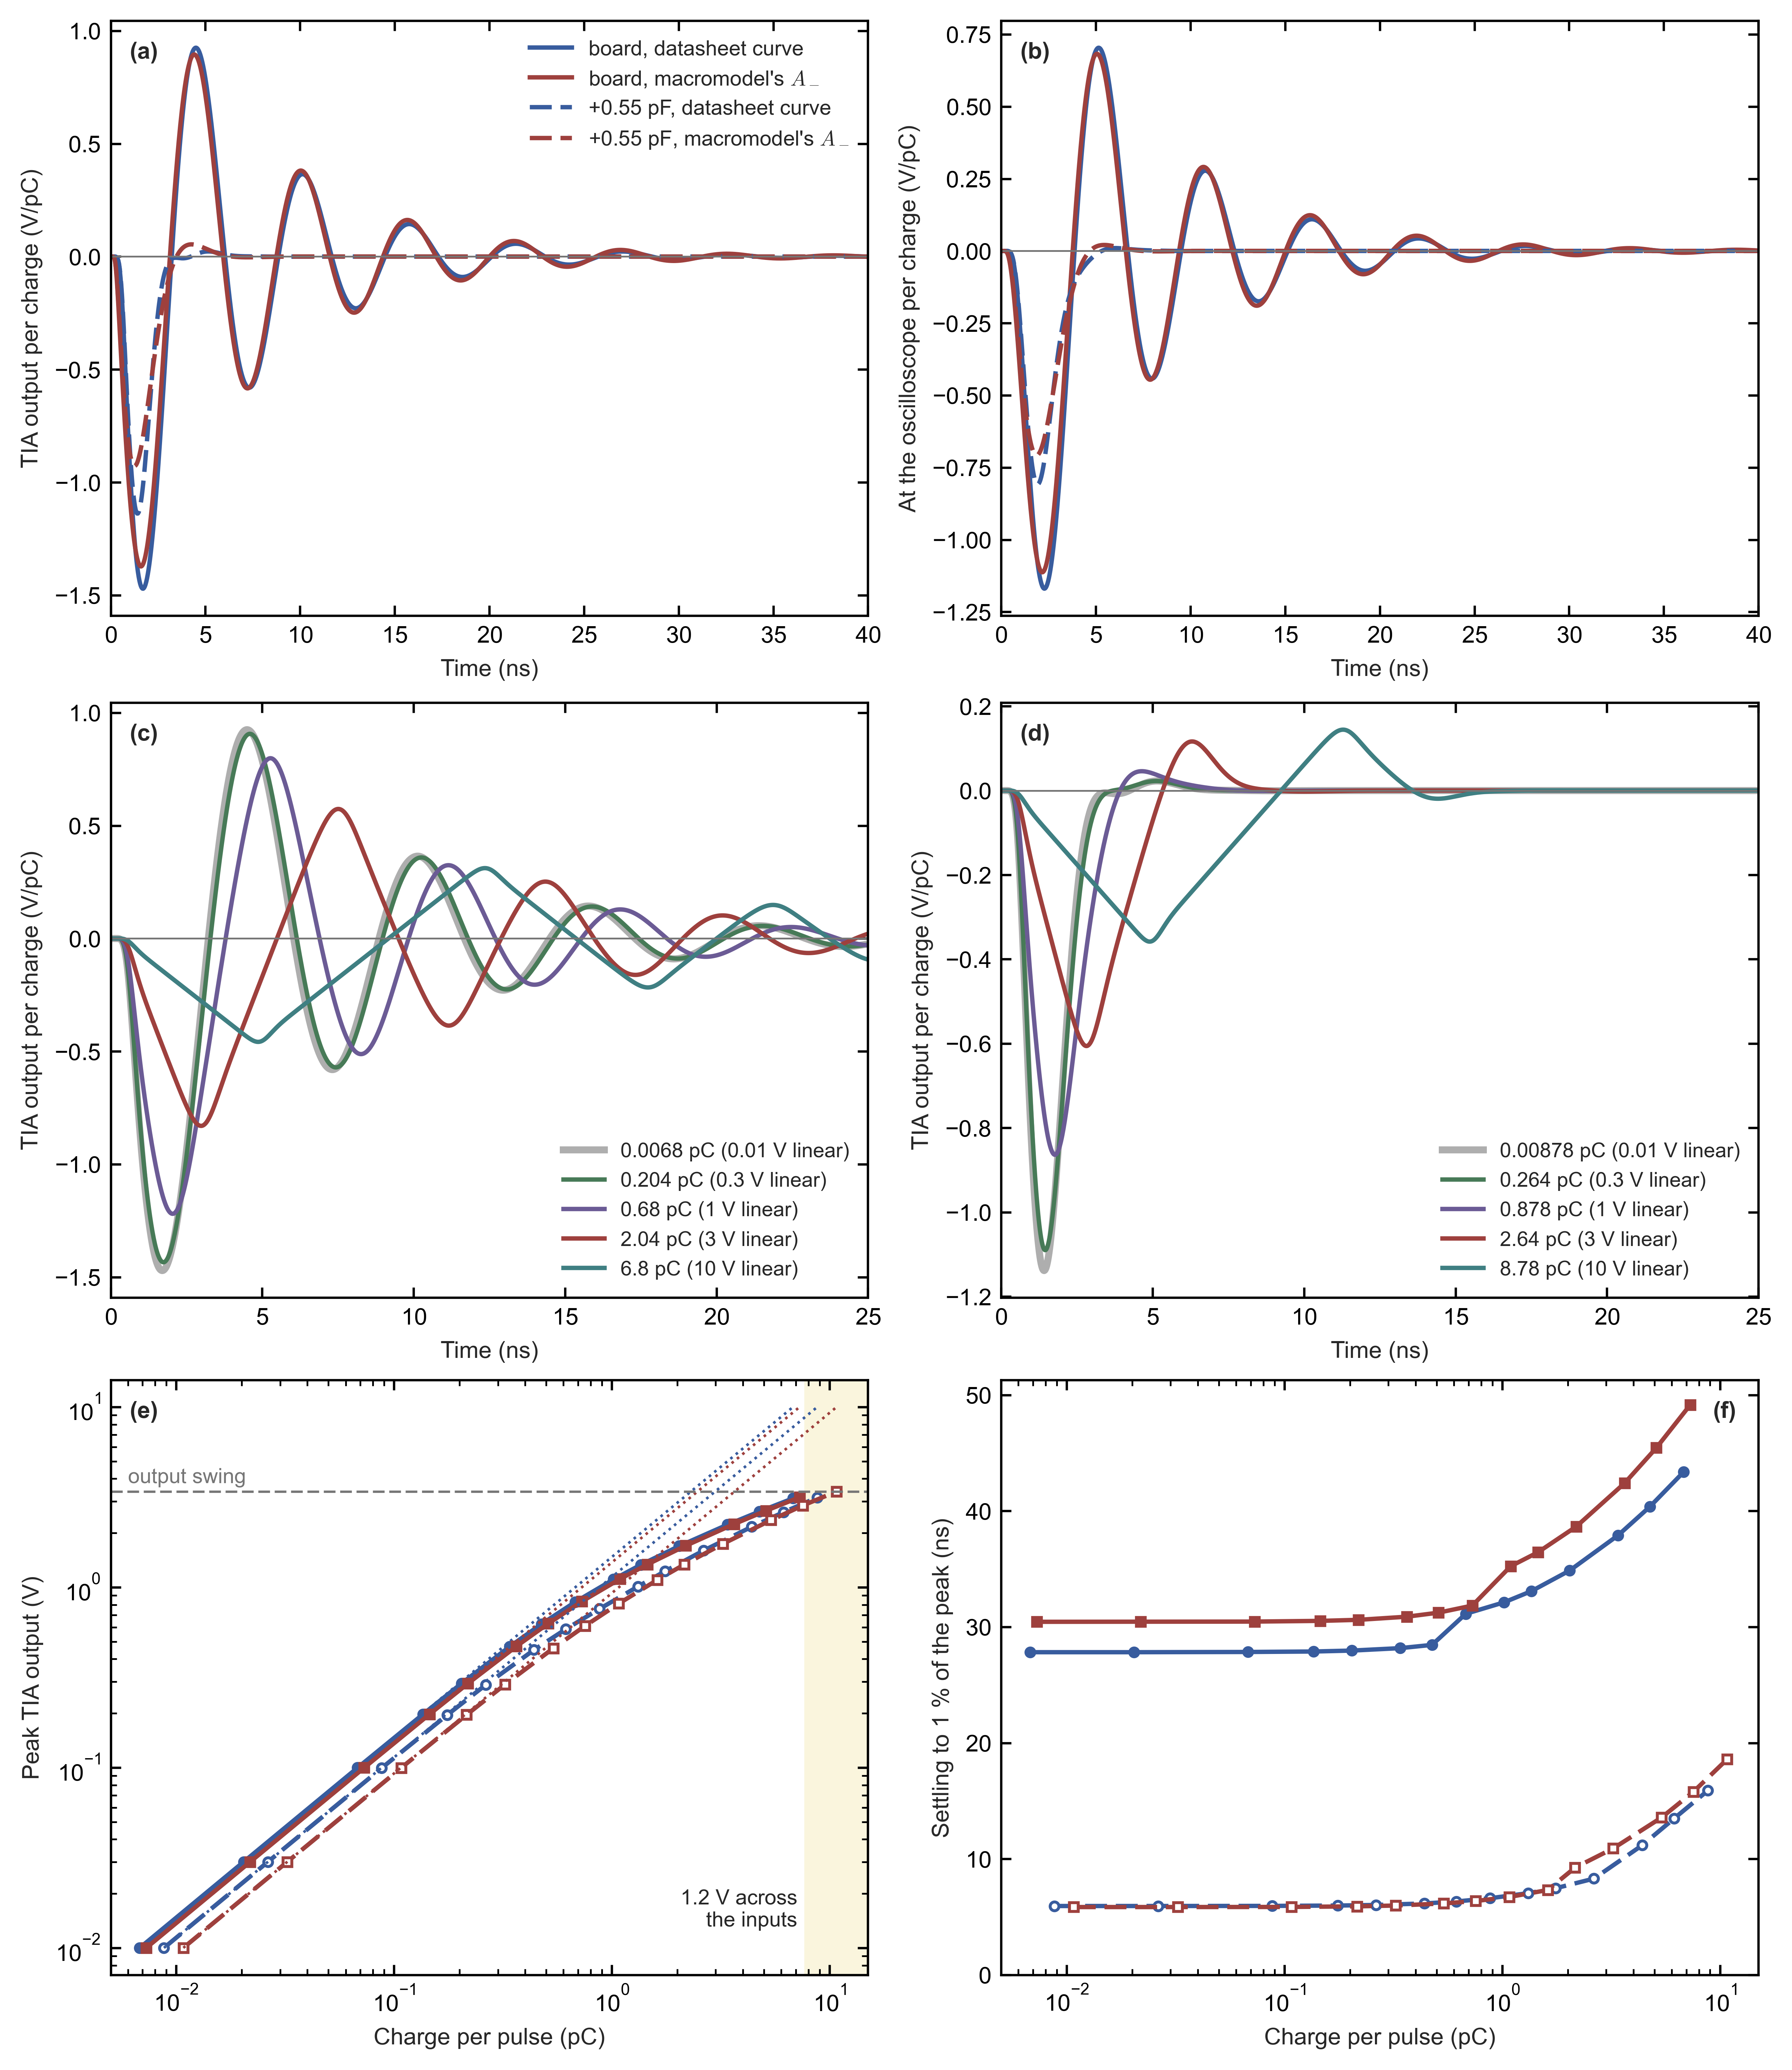 (a)
board, datasheet curve
board, macromodel's A₋
+0.55 pF, datasheet curve
+0.55 pF, macromodel's A₋
1.0
0.5
0.0
−0.5
−1.0
−1.5
TIA output per charge (V/pC)
0 5 10 15 20 25 30 35 40
Time (ns)
(b)
0.75
0.50
0.25
0.00
−0.25
−0.50
−0.75
−1.00
−1.25
At the oscilloscope per charge (V/pC)
0 5 10 15 20 25 30 35 40
Time (ns)
(c)
1.0
0.5
0.0
−0.5
−1.0
−1.5
TIA output per charge (V/pC)
0.0068 pC (0.01 V linear)
0.204 pC (0.3 V linear)
0.68 pC (1 V linear)
2.04 pC (3 V linear)
6.8 pC (10 V linear)
0 5 10 15 20 25
Time (ns)
(d)
0.2
0.0
−0.2
−0.4
−0.6
−0.8
−1.0
−1.2
TIA output per charge (V/pC)
0.00878 pC (0.01 V linear)
0.264 pC (0.3 V linear)
0.878 pC (1 V linear)
2.64 pC (3 V linear)
8.78 pC (10 V linear)
0 5 10 15 20 25
Time (ns)
(e)
10¹
10⁰
10⁻¹
10⁻²
Peak TIA output (V)
output swing
1.2 V across
the inputs
10⁻² 10⁻¹ 10⁰ 10¹
Charge per pulse (pC)
(f)
50
40
30
20
10
0
Settling to 1 % of the peak (ns)
10⁻² 10⁻¹ 10⁰ 10¹
Charge per pulse (pC)